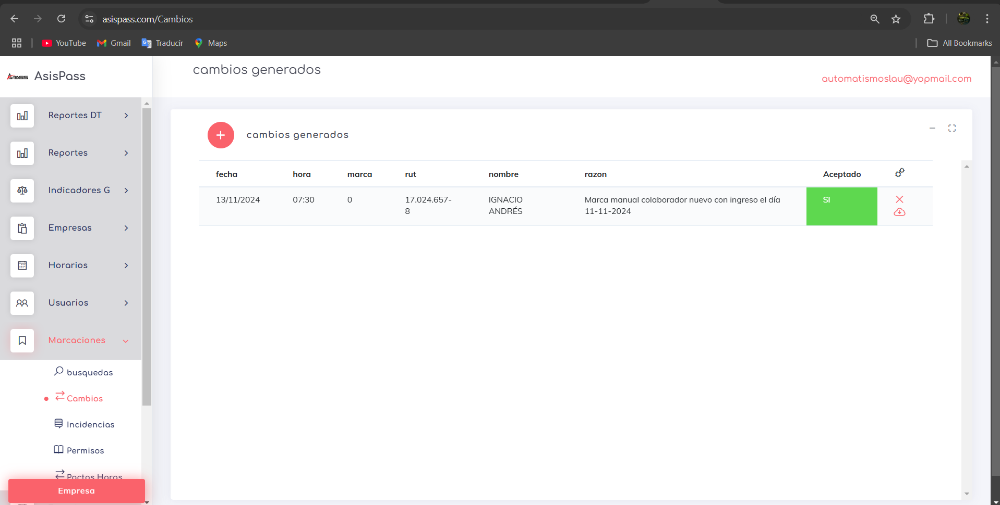 asispass.com/Cambios
YouTube
Gmail
Traducir
Maps
All Bookmarks
APASS
AsisPass
cambios generados
automatismoslau@yopmail.com
Reportes DT
Reportes
Indicadores G
Empresas
Horarios
Usuarios
Marcaciones
busquedas
Cambios
Incidencias
Permisos
Pactos Horas
Empresa
cambios generados
fecha hora marca rut nombre razon Aceptado
13/11/2024 07:30 0 17.024.657- IGNACIO Marca manual colaborador nuevo con ingreso el día SI
8 ANDRÉS 11-11-2024